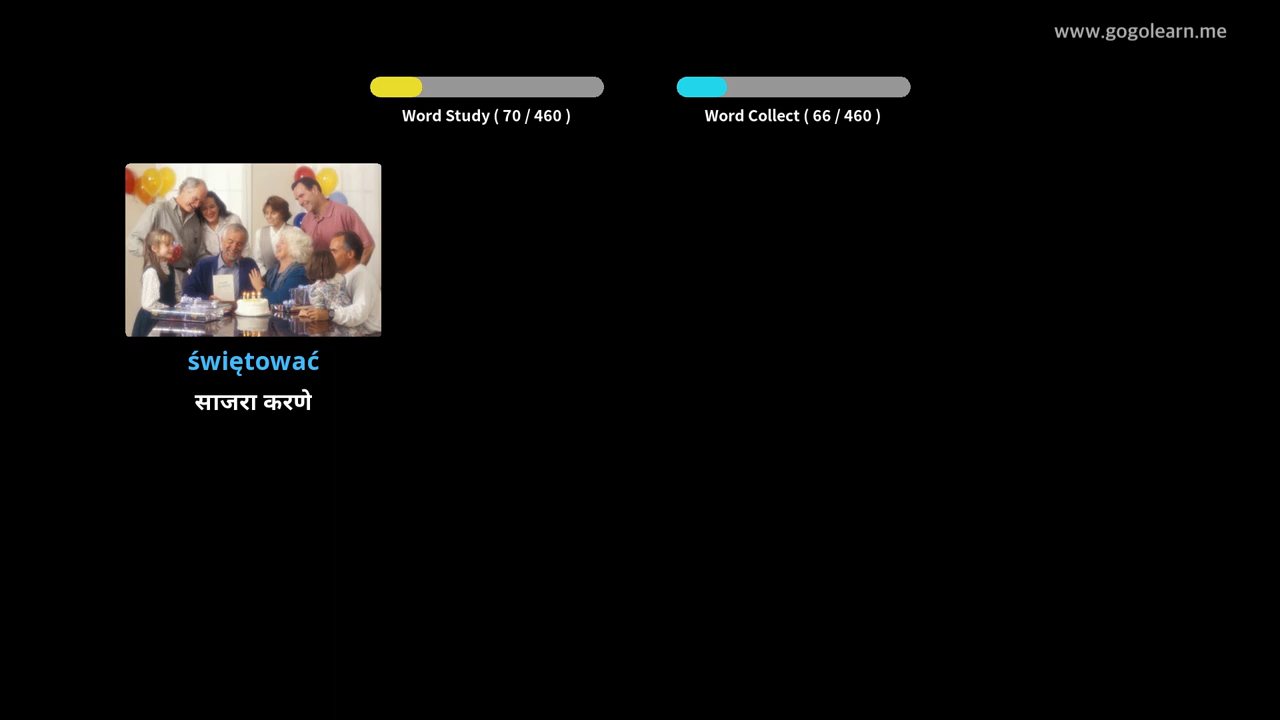 www.gogolearn.me
Word Study ( 70 / 460 )
Word Collect ( 66 / 460 )
świętować
साजरा करणे